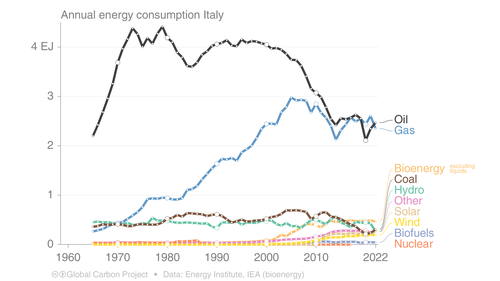 Annual energy consumption Italy
4 EJ
3
2
1
0
1960
1970
1980
1990
2000
2010
2022
Oil
Gas
Bioenergy excluding liquids
Coal
Hydro
Other
Solar
Wind
Biofuels
Nuclear
Global Carbon Project • Data: Energy Institute, IEA (bioenergy)